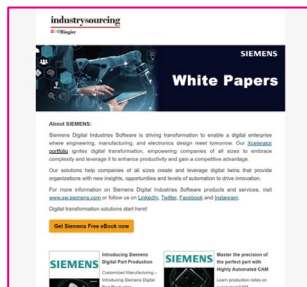 industrysourcing
Ringier
SIEMENS
White Papers
About SIEMENS:
Siemens Digital Industries Software is driving transformation to enable a digital enterprise
where engineering, manufacturing, and electronics design meet tomorrow. Our Xcelerator
portfolio ignites digital transformation, empowering companies of all sizes to embrace
complexity and leverage it to enhance productivity and gain a competitive advantage.
Our solutions help companies of all sizes create and leverage digital twins that provide
organizations with new insights, opportunities and levels of automation to drive innovation.
For more information on Siemens Digital Industries Software products and services, visit
www.sw.siemens.com or follow us on LinkedIn, Twitter, Facebook and Instagram.
Digital transformation solutions start here!
Get Siemens Free eBook now
SIEMENS
Introducing Siemens
Digital Part Production
Customized Manufacturing –
Introducing Siemens Digital
SIEMENS
Master the precision of
the perfect part with
Highly Automated CAM
Learn production relies on